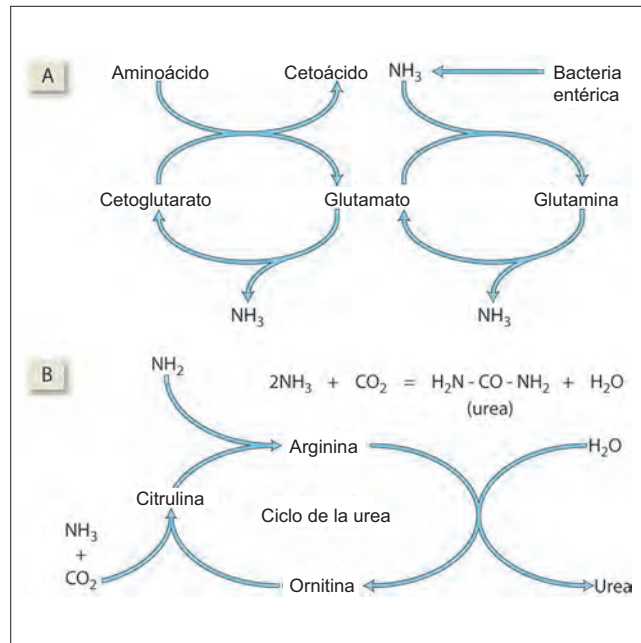 A
Aminoácido
Cetoácido
NH₃
Bacteria
entérica
Cetoglutarato
Glutamato
Glutamina
NH₃
NH₃
B
NH₂
2NH₃ + CO₂ = H₂N - CO - NH₂ + H₂O
(urea)
Arginina
H₂O
Citrulina
Ciclo de la urea
NH₃
+
CO₂
Ornitina
Urea